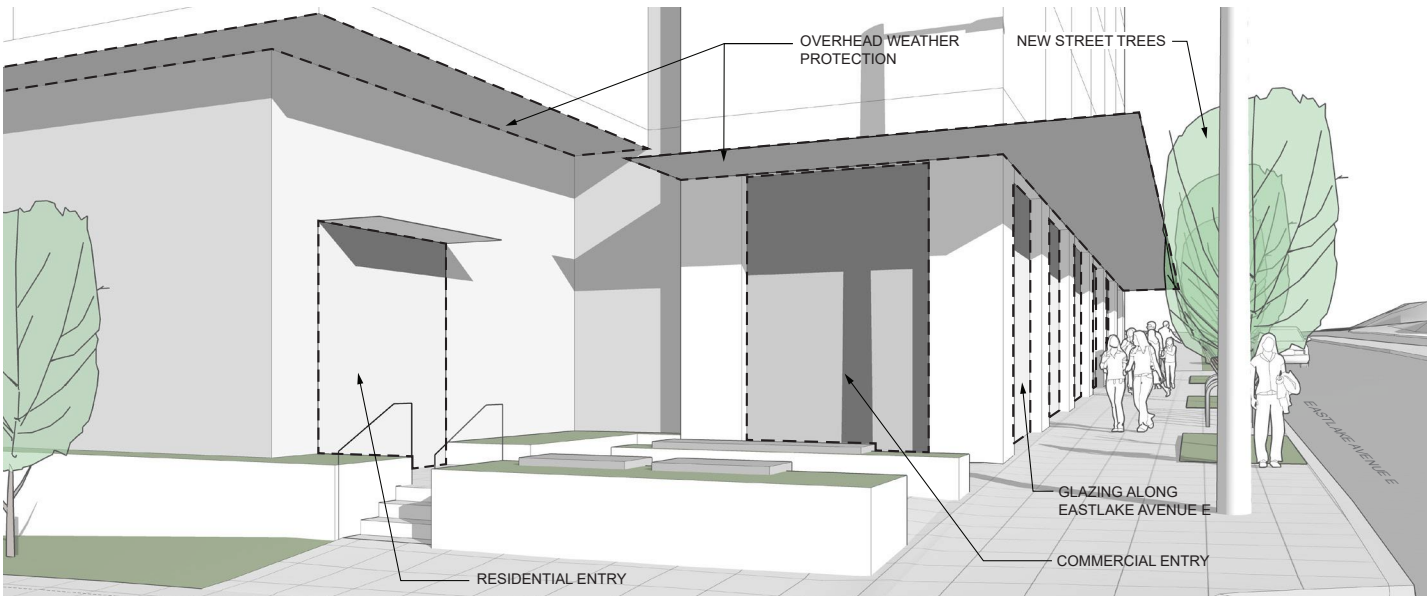 OVERHEAD WEATHER
PROTECTION
NEW STREET TREES
EASTLAKE AVENUE E
GLAZING ALONG
EASTLAKE AVENUE E
COMMERCIAL ENTRY
RESIDENTIAL ENTRY